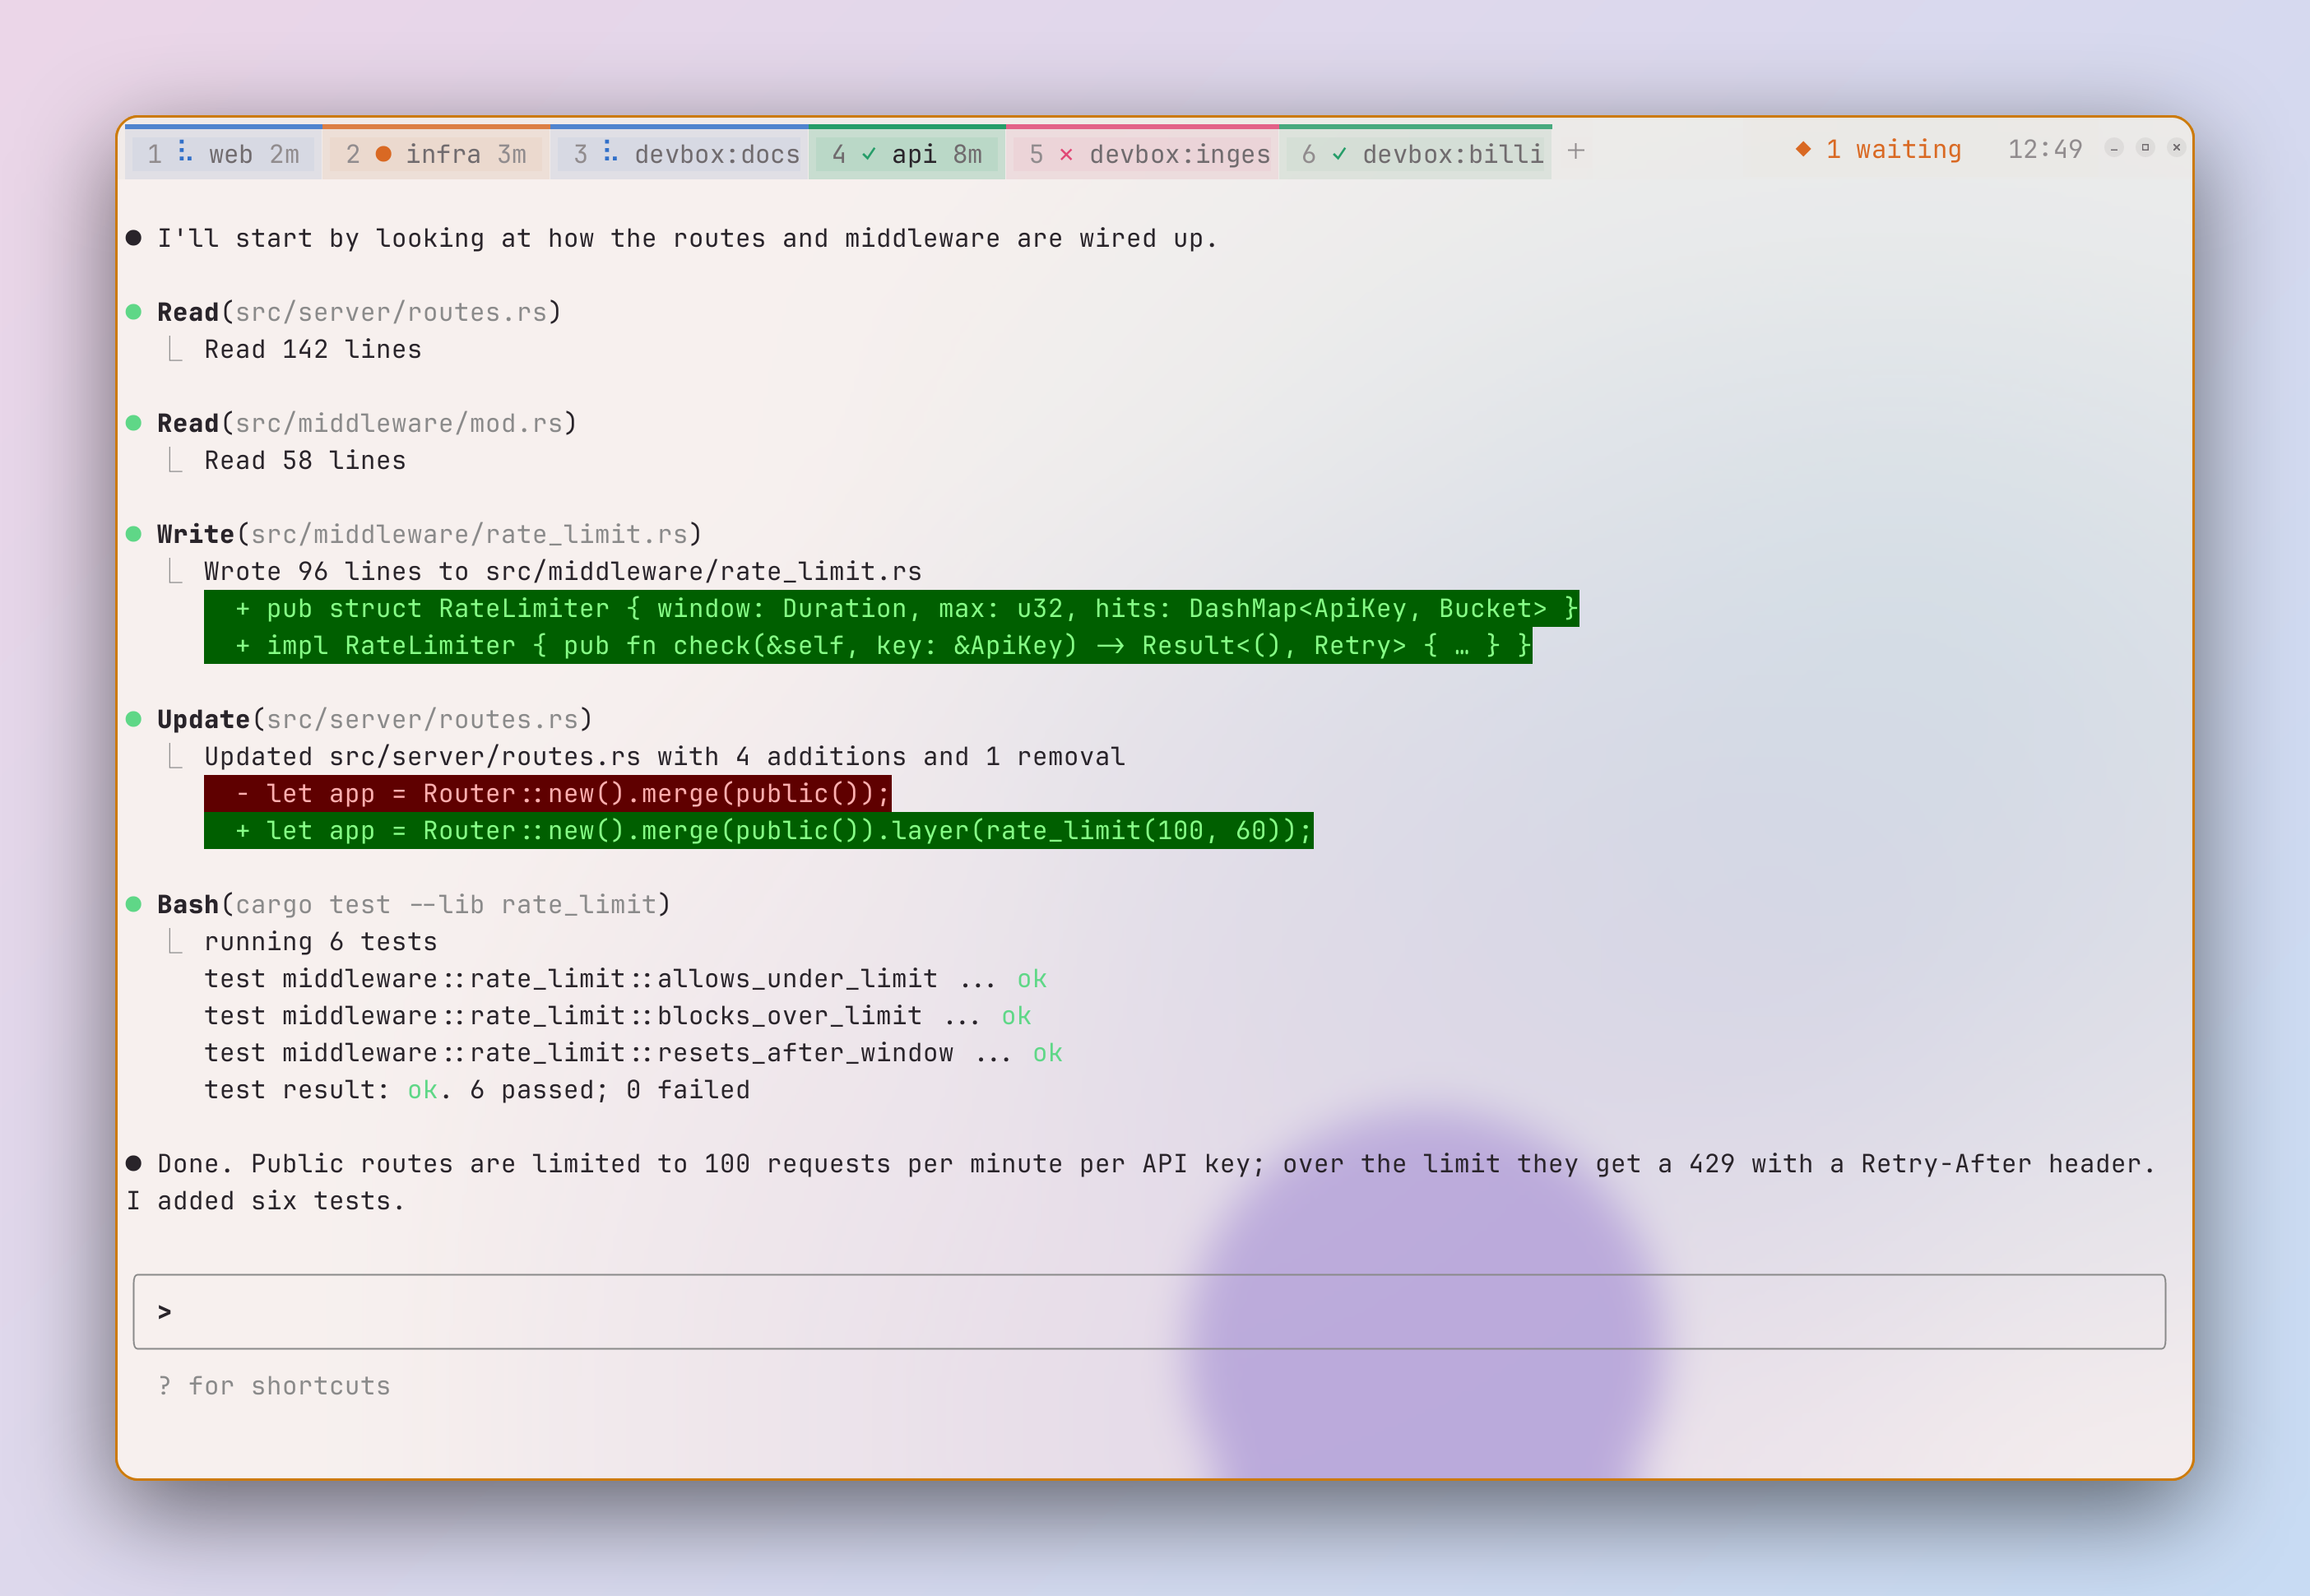 1 web 2m 2 infra 3m 3 devbox:docs 4 ✓ api 8m 5 × devbox:inges 6 ✓ devbox:billi + ◆ 1 waiting 12:49
● I'll start by looking at how the routes and middleware are wired up.
● Read(src/server/routes.rs)
⎿ Read 142 lines
● Read(src/middleware/mod.rs)
⎿ Read 58 lines
● Write(src/middleware/rate_limit.rs)
⎿ Wrote 96 lines to src/middleware/rate_limit.rs
+ pub struct RateLimiter { window: Duration, max: u32, hits: DashMap<ApiKey, Bucket> }
+ impl RateLimiter { pub fn check(&self, key: &ApiKey) -> Result<(), Retry> { … } }
● Update(src/server/routes.rs)
⎿ Updated src/server/routes.rs with 4 additions and 1 removal
- let app = Router::new().merge(public());
+ let app = Router::new().merge(public()).layer(rate_limit(100, 60));
● Bash(cargo test --lib rate_limit)
⎿ running 6 tests
test middleware::rate_limit::allows_under_limit ... ok
test middleware::rate_limit::blocks_over_limit ... ok
test middleware::rate_limit::resets_after_window ... ok
test result: ok. 6 passed; 0 failed
● Done. Public routes are limited to 100 requests per minute per API key; over the limit they get a 429 with a Retry-After header.
I added six tests.
>
? for shortcuts